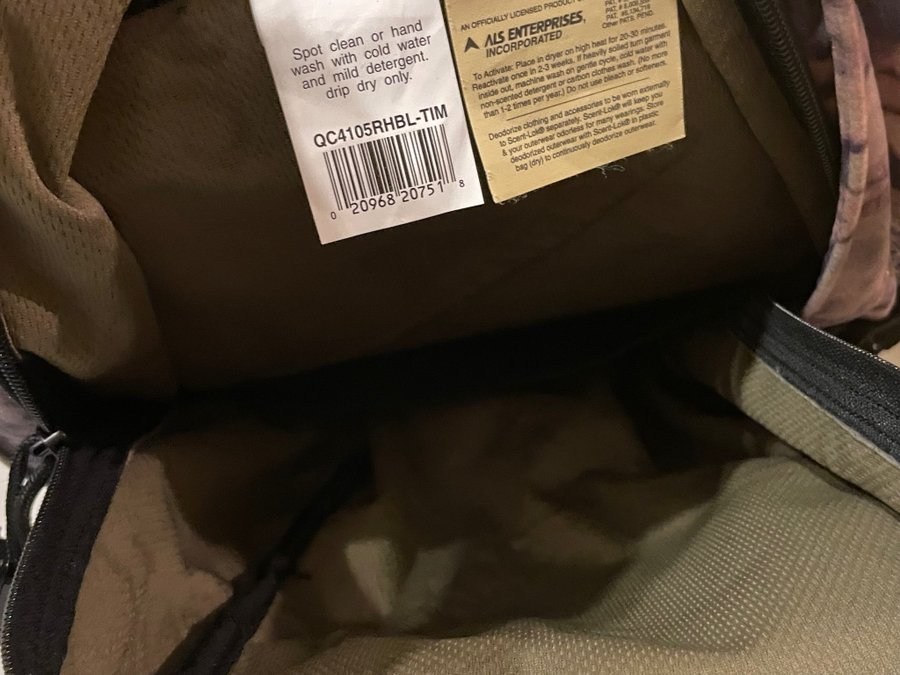 Spot clean or hand
wash with cold water
and mild detergent.
drip dry only.
QC4105RHBL-TIM
0 20968 20751 8
AN OFFICIALLY LICENSED PRODUCT
ALS ENTERPRISES,
INCORPORATED
Other PATS. PEND.
To Activate: Place in dryer on high heat for 20-30 minutes.
Reactivate once in 2-3 weeks, if heavily soiled turn garment
inside out, machine wash on gentle cycle, cold water with
non-scented detergent or carbon clothes wash. (No more
than 1-2 times per year.) Do not use bleach or softeners.
Deodorize clothing and accessories to be worn externally
to Scent-Lok® separately. Scent-Lok® will keep you
& your outerwear odorless for many wearings. Store
deodorized outerwear with Scent-Lok® in plastic
bag (dry) to continuously deodorize outerwear.